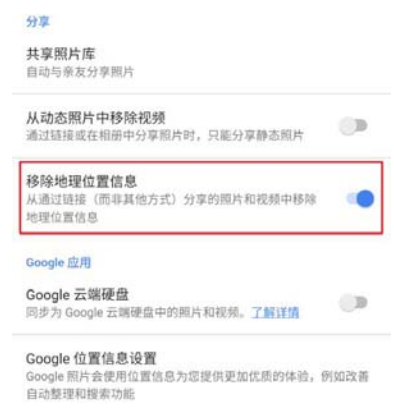 分享
共享照片库
自动与亲友分享照片
从动态照片中移除视频
通过链接或在相册中分享照片时，只能分享静态照片
移除地理位置信息
从通过链接（而非其他方式）分享的照片和视频中移除
地理位置信息
Google 应用
Google 云端硬盘
同步为 Google 云端硬盘中的照片和视频。了解详情
Google 位置信息设置
Google 照片会使用位置信息为您提供更加优质的体验，例如改善
自动整理和搜索功能